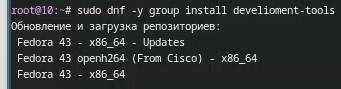 root@10:~# sudo dnf -y group install develioment-tools
Обновление и загрузка репозиториев:
Fedora 43 - x86_64 - Updates
Fedora 43 openh264 (From Cisco) - x86_64
Fedora 43 - x86_64